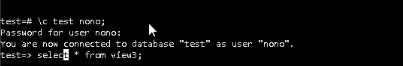 test=# \c test nono;
Password for user nono:
You are now connected to database "test" as user "nono".
test=> select * from view3;